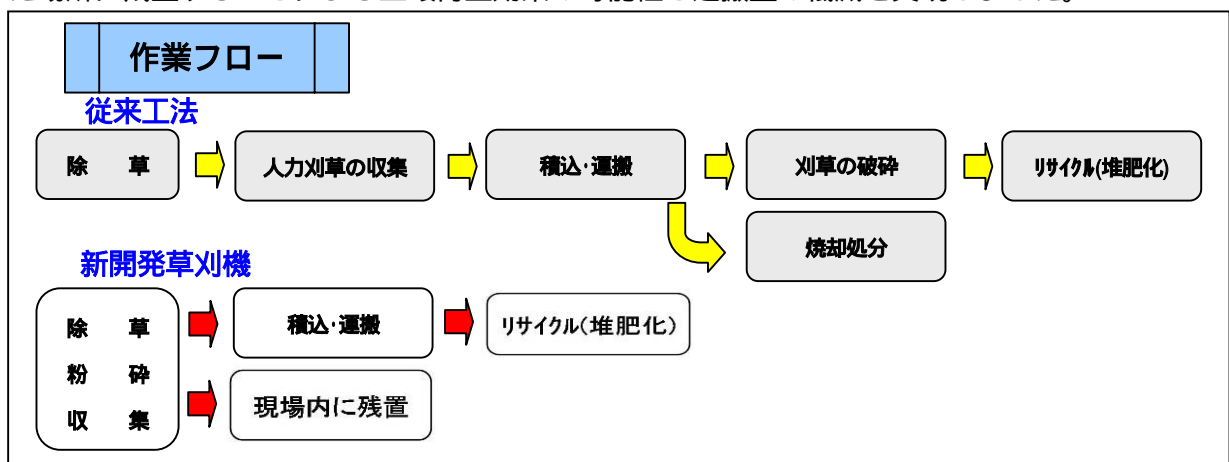 作業フロー
従来工法
除 草
人力刈草の収集
積込・運搬
刈草の破砕
リサイクル(堆肥化)
焼却処分
新開発草刈機
除 草
粉 砕
収 集
積込・運搬
リサイクル(堆肥化)
現場内に残置